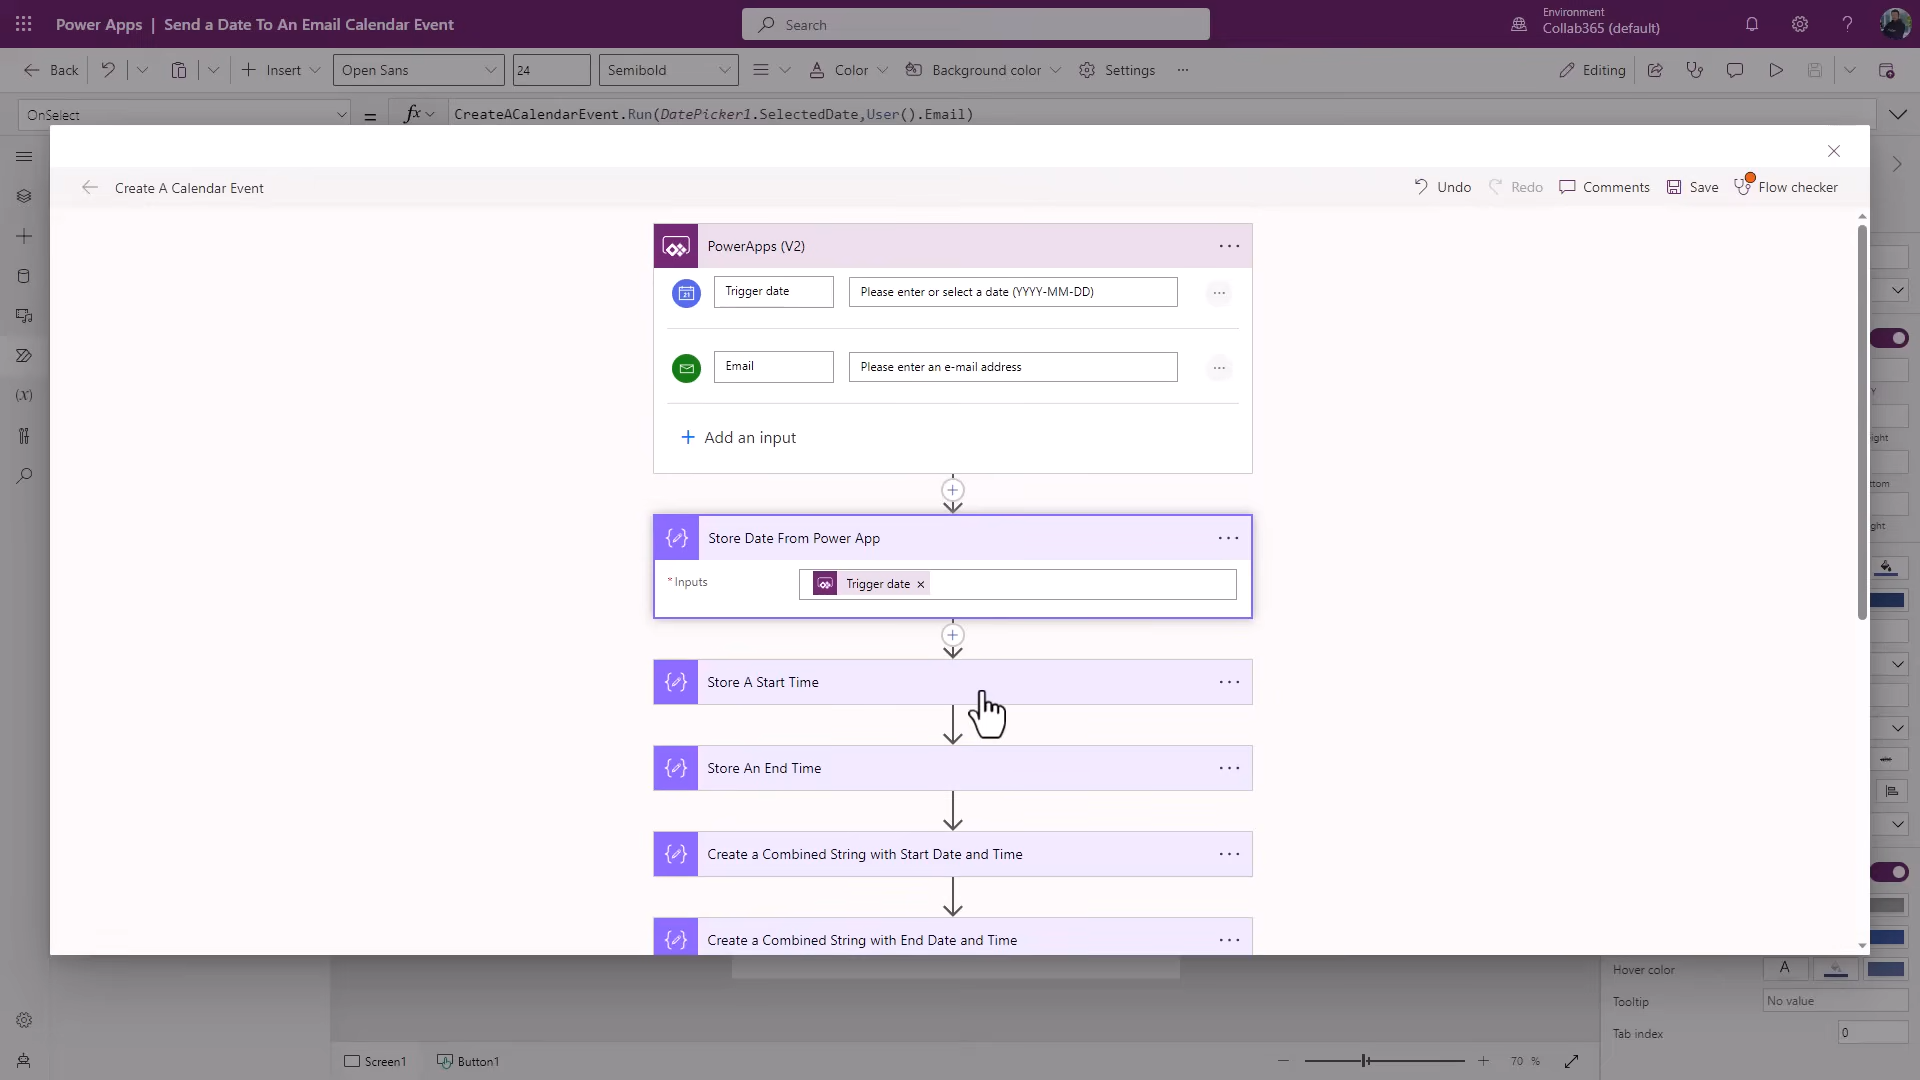 Power Apps | Send a Date To An Email Calendar Event
Search
Environment
Collab365 (default)
Back
Insert
Open Sans
24
Semibold
Color
Background color
Settings
Editing
OnSelect
=
fx
CreateACalendarEvent.Run(DatePicker1.SelectedDate,User().Email)
Create A Calendar Event
Undo
Redo
Comments
Save
Flow checker
PowerApps (V2)
Trigger date
Please enter or select a date (YYYY-MM-DD)
Email
Please enter an e-mail address
Add an input
Store Date From Power App
*Inputs
Trigger date
Store A Start Time
Store An End Time
Create a Combined String with Start Date and Time
Create a Combined String with End Date and Time
Hover color
A
Tooltip
No value
Tab index
0
Screen1
Button1
70 %